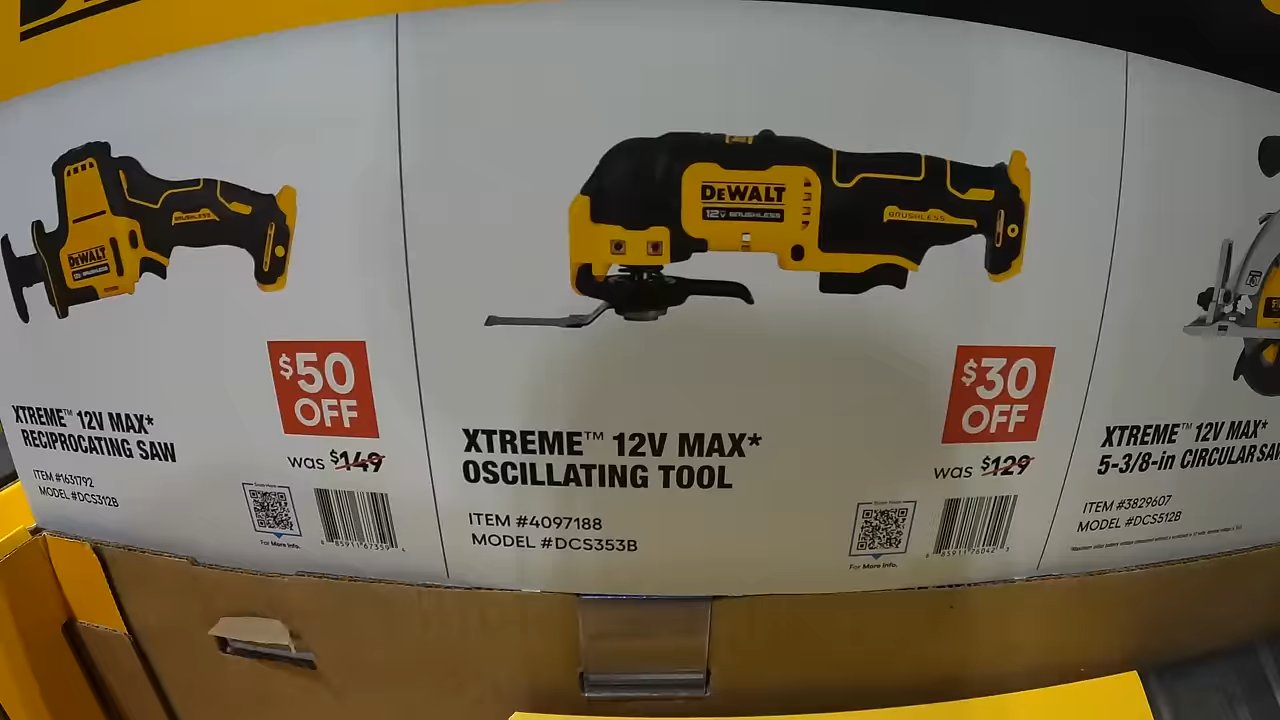 DEWALT
12V BRUSHLESS
BRUSHLESS
$50
OFF
XTREME™ 12V MAX*
RECIPROCATING SAW
was $149
ITEM #1631792
MODEL #DCS312B
For More Info.
DEWALT
12V BRUSHLESS
BRUSHLESS
$30
OFF
XTREME™ 12V MAX*
OSCILLATING TOOL
was $129
ITEM #4097188
MODEL #DCS353B
For More Info.
XTREME™ 12V MAX*
5-3/8-in CIRCULAR SAW
ITEM #3829607
MODEL #DCS512B